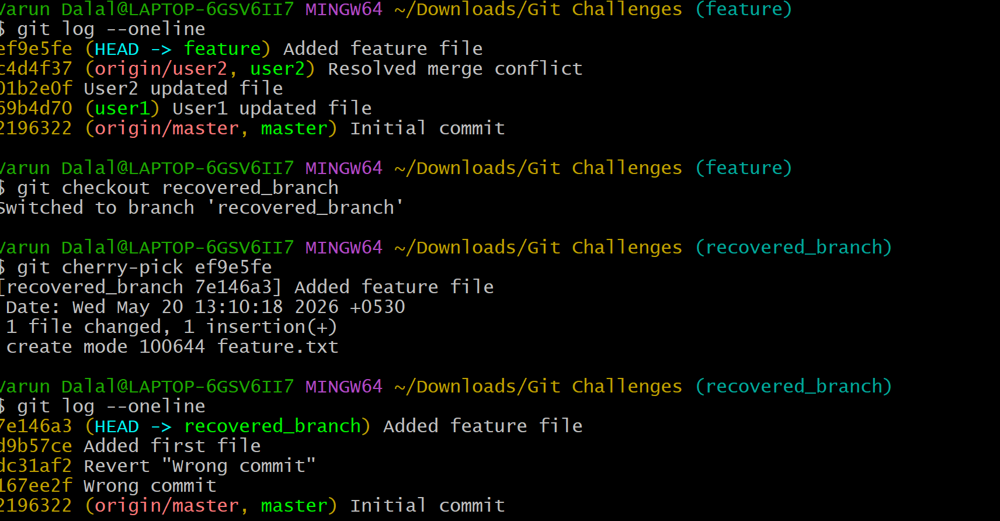 Varun Dalal@LAPTOP-6GSV6II7 MINGW64 ~/Downloads/Git Challenges (feature)
$ git log --oneline
ef9e5fe (HEAD -> feature) Added feature file
c4d4f37 (origin/user2, user2) Resolved merge conflict
01b2e0f User2 updated file
69b4d70 (user1) User1 updated file
2196322 (origin/master, master) Initial commit
Varun Dalal@LAPTOP-6GSV6II7 MINGW64 ~/Downloads/Git Challenges (feature)
$ git checkout recovered_branch
Switched to branch 'recovered_branch'
Varun Dalal@LAPTOP-6GSV6II7 MINGW64 ~/Downloads/Git Challenges (recovered_branch)
$ git cherry-pick ef9e5fe
[recovered_branch 7e146a3] Added feature file
Date: Wed May 20 13:10:18 2026 +0530
1 file changed, 1 insertion(+)
create mode 100644 feature.txt
Varun Dalal@LAPTOP-6GSV6II7 MINGW64 ~/Downloads/Git Challenges (recovered_branch)
$ git log --oneline
7e146a3 (HEAD -> recovered_branch) Added feature file
d9b57ce Added first file
dc31af2 Revert "Wrong commit"
167ee2f Wrong commit
2196322 (origin/master, master) Initial commit